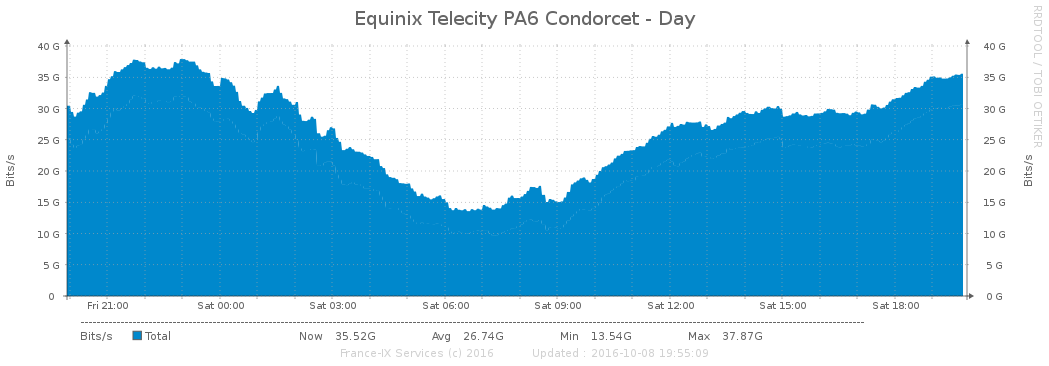 Equinix Telecity PA6 Condorcet - Day
RRDTOOL / TOBI OETIKER
Bits/s
40 G
35 G
30 G
25 G
20 G
15 G
10 G
5 G
0
40 G
35 G
30 G
25 G
20 G
15 G
10 G
5 G
0 G
Bits/s
Fri 21:00 Sat 00:00 Sat 03:00 Sat 06:00 Sat 09:00 Sat 12:00 Sat 15:00 Sat 18:00
Bits/s Total Now 35.52G Avg 26.74G Min 13.54G Max 37.87G
France-IX Services (c) 2016 Updated : 2016-10-08 19:55:09